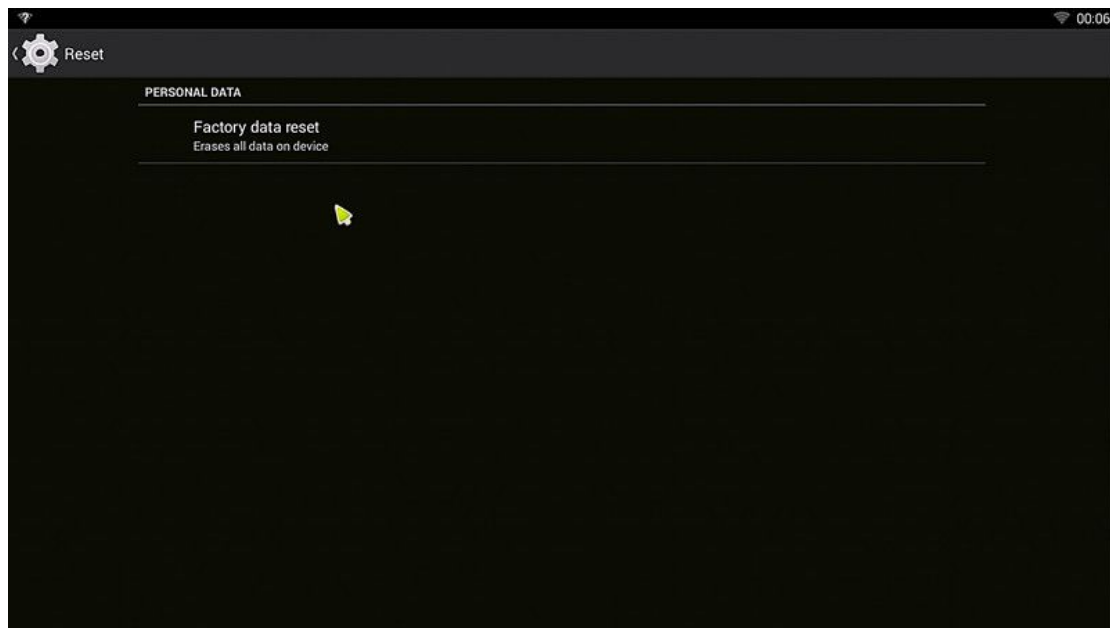 00:06
Reset
PERSONAL DATA
Factory data reset
Erases all data on device